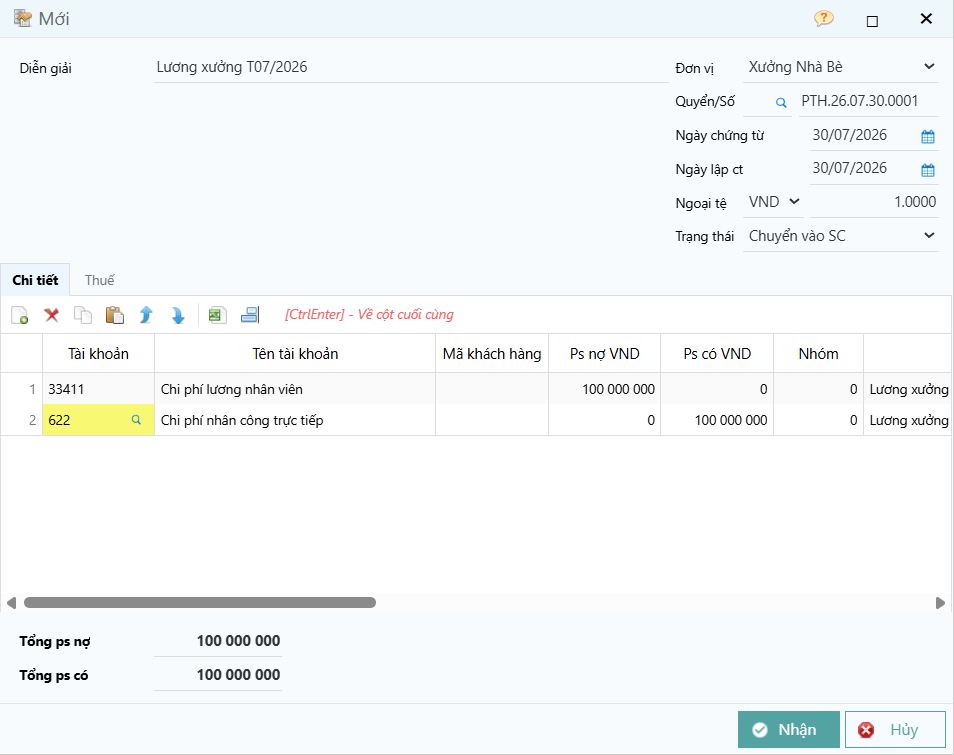 Mới
Diễn giải Lương xưởng T07/2026 Đơn vị Xưởng Nhà Bè
Quyển/Số PTH.26.07.30.0001
Ngày chứng từ 30/07/2026
Ngày lập ct 30/07/2026
Ngoại tệ VND 1.0000
Trạng thái Chuyển vào SC
Chi tiết Thuế
[CtrlEnter] - Về cột cuối cùng
Tài khoản Tên tài khoản Mã khách hàng Ps nợ VND Ps có VND Nhóm
1 33411 Chi phí lương nhân viên 100 000 000 0 0 Lương xưởng
2 622 Chi phí nhân công trực tiếp 0 100 000 000 0 Lương xưởng
Tổng ps nợ 100 000 000
Tổng ps có 100 000 000
Nhận Hủy